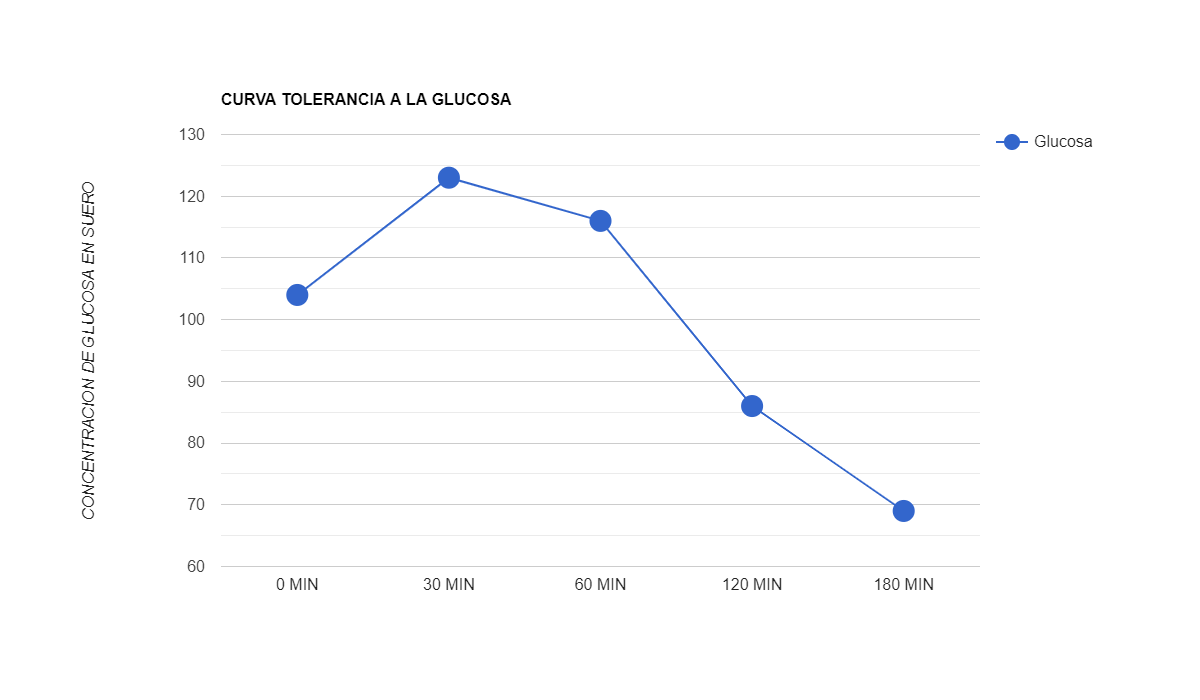 CURVA TOLERANCIA A LA GLUCOSA
Glucosa
CONCENTRACION DE GLUCOSA EN SUERO
130
120
110
100
90
80
70
60
0 MIN
30 MIN
60 MIN
120 MIN
180 MIN